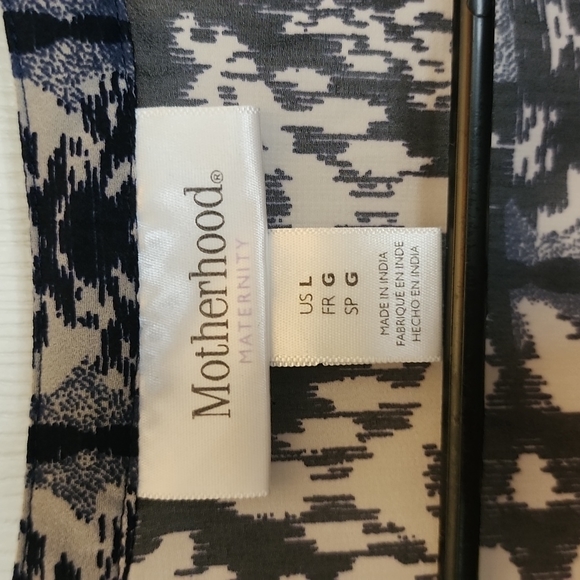 Motherhood®
MATERNITY
US L
FR G
SP G
MADE IN INDIA
FABRIQUE EN INDE
HECHO EN INDIA